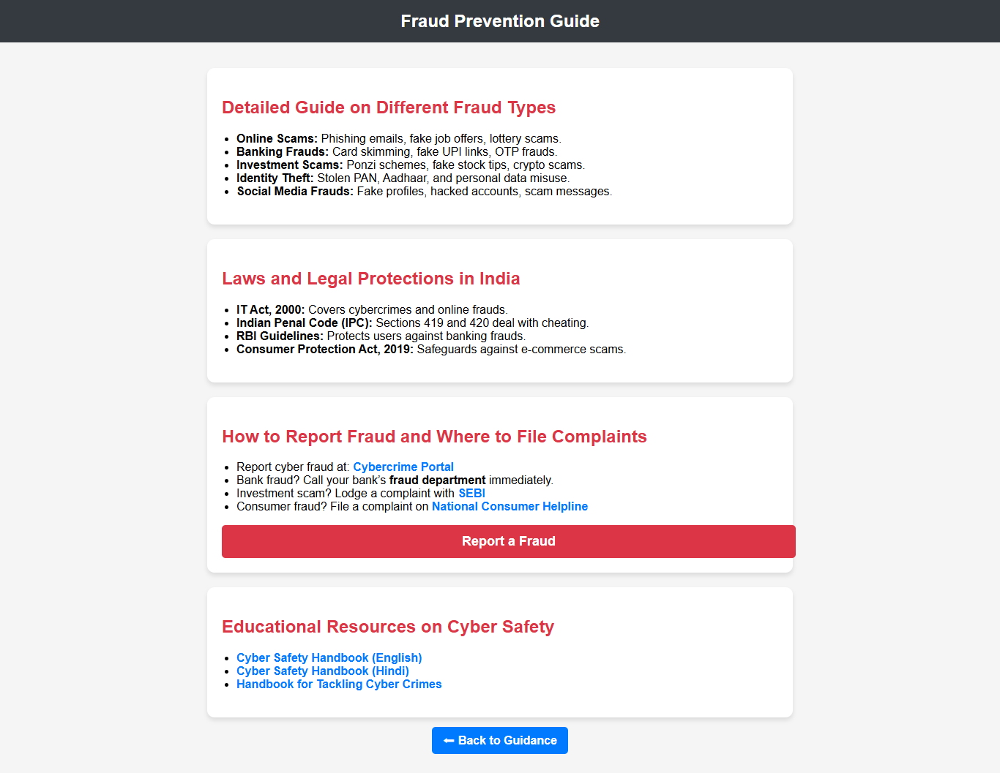 Fraud Prevention Guide
Detailed Guide on Different Fraud Types
• Online Scams: Phishing emails, fake job offers, lottery scams.
• Banking Frauds: Card skimming, fake UPI links, OTP frauds.
• Investment Scams: Ponzi schemes, fake stock tips, crypto scams.
• Identity Theft: Stolen PAN, Aadhaar, and personal data misuse.
• Social Media Frauds: Fake profiles, hacked accounts, scam messages.
Laws and Legal Protections in India
• IT Act, 2000: Covers cybercrimes and online frauds.
• Indian Penal Code (IPC): Sections 419 and 420 deal with cheating.
• RBI Guidelines: Protects users against banking frauds.
• Consumer Protection Act, 2019: Safeguards against e-commerce scams.
How to Report Fraud and Where to File Complaints
• Report cyber fraud at: Cybercrime Portal
• Bank fraud? Call your bank’s fraud department immediately.
• Investment scam? Lodge a complaint with SEBI
• Consumer fraud? File a complaint on National Consumer Helpline
Report a Fraud
Educational Resources on Cyber Safety
• Cyber Safety Handbook (English)
• Cyber Safety Handbook (Hindi)
• Handbook for Tackling Cyber Crimes
⬅ Back to Guidance